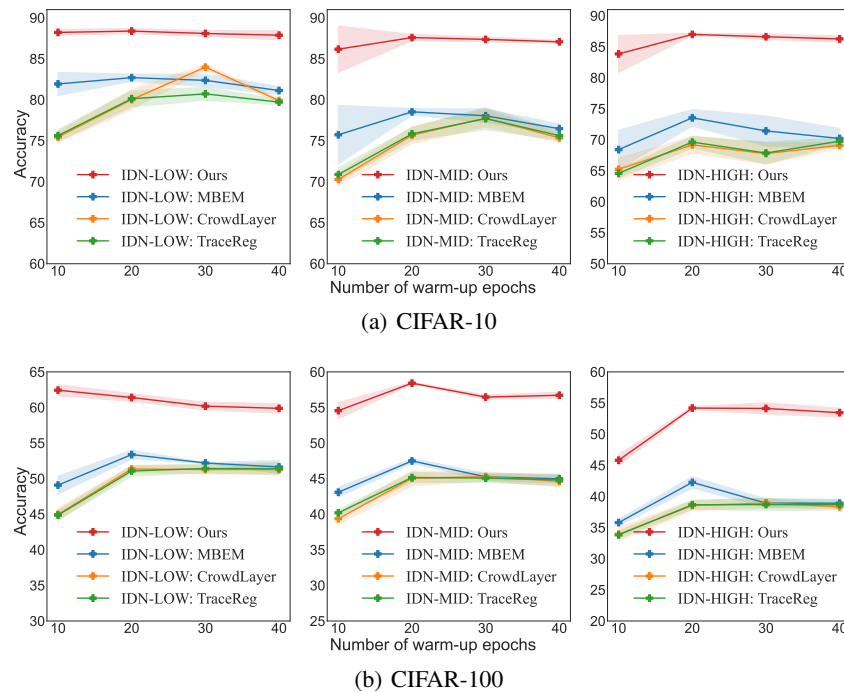 90
85
80
75
70
65
60
Accuracy
IDN-LOW: Ours
IDN-LOW: MBEM
IDN-LOW: CrowdLayer
IDN-LOW: TraceReg
10 20 30 40
90
85
80
75
70
65
60
IDN-MID: Ours
IDN-MID: MBEM
IDN-MID: CrowdLayer
IDN-MID: TraceReg
10 20 30 40
90
85
80
75
70
65
60
55
50
IDN-HIGH: Ours
IDN-HIGH: MBEM
IDN-HIGH: CrowdLayer
IDN-HIGH: TraceReg
10 20 30 40
Number of warm-up epochs
(a) CIFAR-10
65
60
55
50
45
40
35
30
Accuracy
IDN-LOW: Ours
IDN-LOW: MBEM
IDN-LOW: CrowdLayer
IDN-LOW: TraceReg
10 20 30 40
65
60
55
50
45
40
35
30
25
IDN-MID: Ours
IDN-MID: MBEM
IDN-MID: CrowdLayer
IDN-MID: TraceReg
10 20 30 40
60
55
50
45
40
35
30
25
20
IDN-HIGH: Ours
IDN-HIGH: MBEM
IDN-HIGH: CrowdLayer
IDN-HIGH: TraceReg
10 20 30 40
Number of warm-up epochs
(b) CIFAR-100